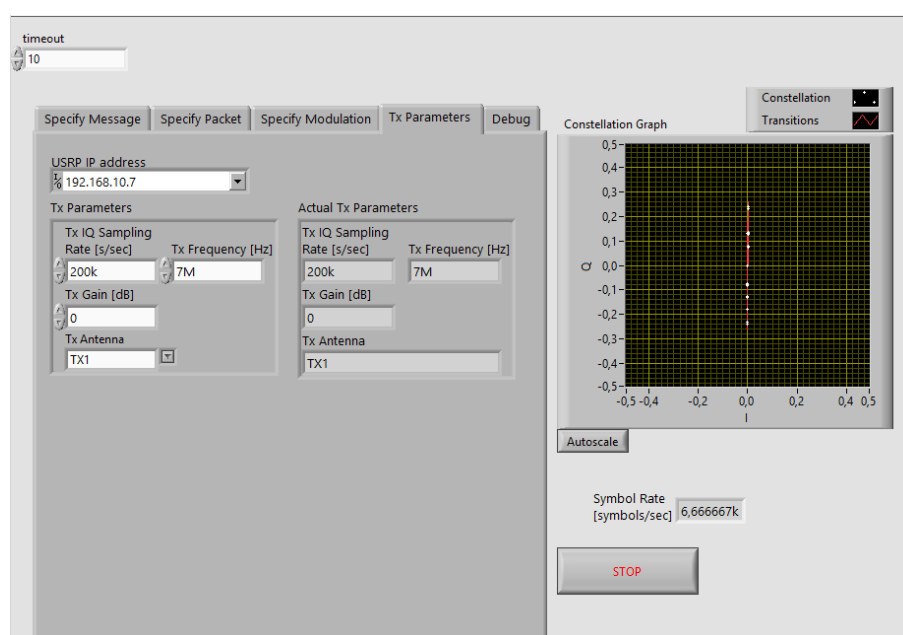 timeout
10
Specify Message
Specify Packet
Specify Modulation
Tx Parameters
Debug
USRP IP address
192.168.10.7
Tx Parameters
Tx IQ Sampling
Rate [s/sec]
Tx Frequency [Hz]
200k
7M
Tx Gain [dB]
0
Tx Antenna
TX1
Actual Tx Parameters
Tx IQ Sampling
Rate [s/sec]
Tx Frequency [Hz]
200k
7M
Tx Gain [dB]
0
Tx Antenna
TX1
Constellation
Transitions
Constellation Graph
0,5
0,4
0,3
0,2
0,1
0,0
-0,1
-0,2
-0,3
-0,4
-0,5
Q
-0,5 -0,4 -0,2 0,0 0,2 0,4 0,5
I
Autoscale
Symbol Rate
[symbols/sec]
6,666667k
STOP